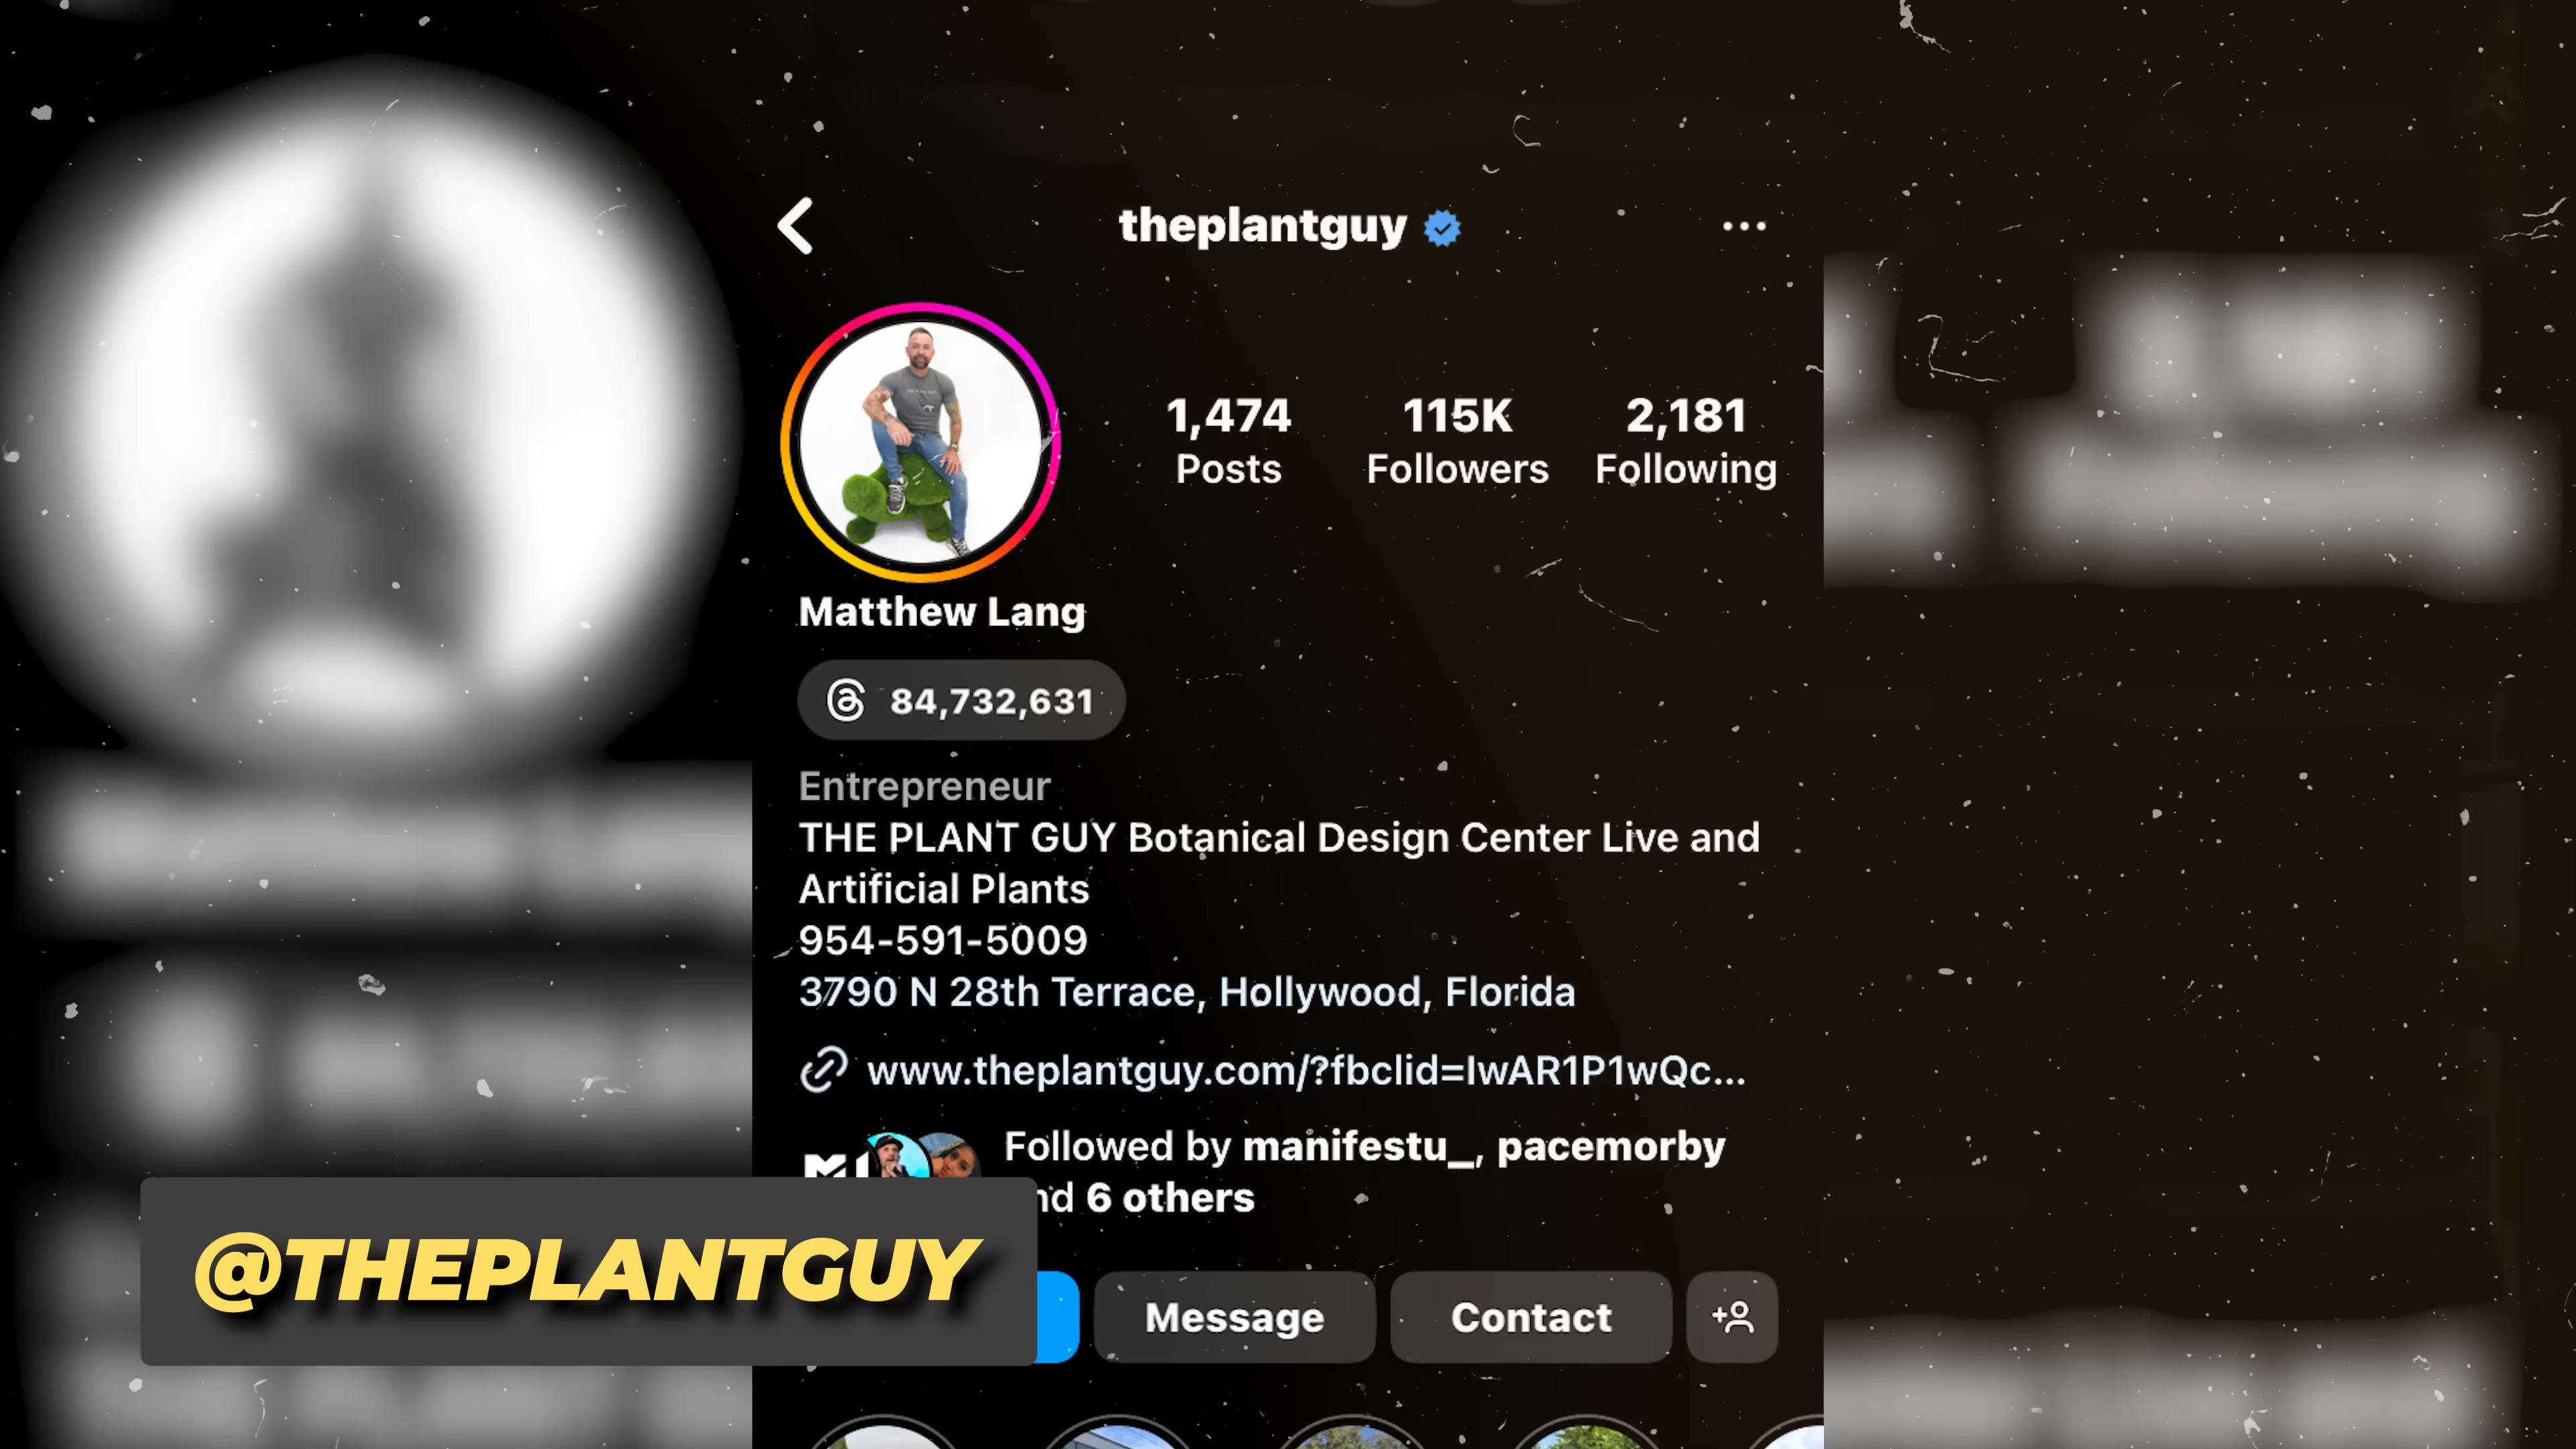 theplantguy
1,474
Posts
115K
Followers
2,181
Following
Matthew Lang
84,732,631
Entrepreneur
THE PLANT GUY Botanical Design Center Live and
Artificial Plants
954-591-5009
3790 N 28th Terrace, Hollywood, Florida
www.theplantguy.com/?fbclid=IwAR1P1wQc...
Followed by manifestu_, pacemorby
6 others
@THEPLANTGUY
Message
Contact